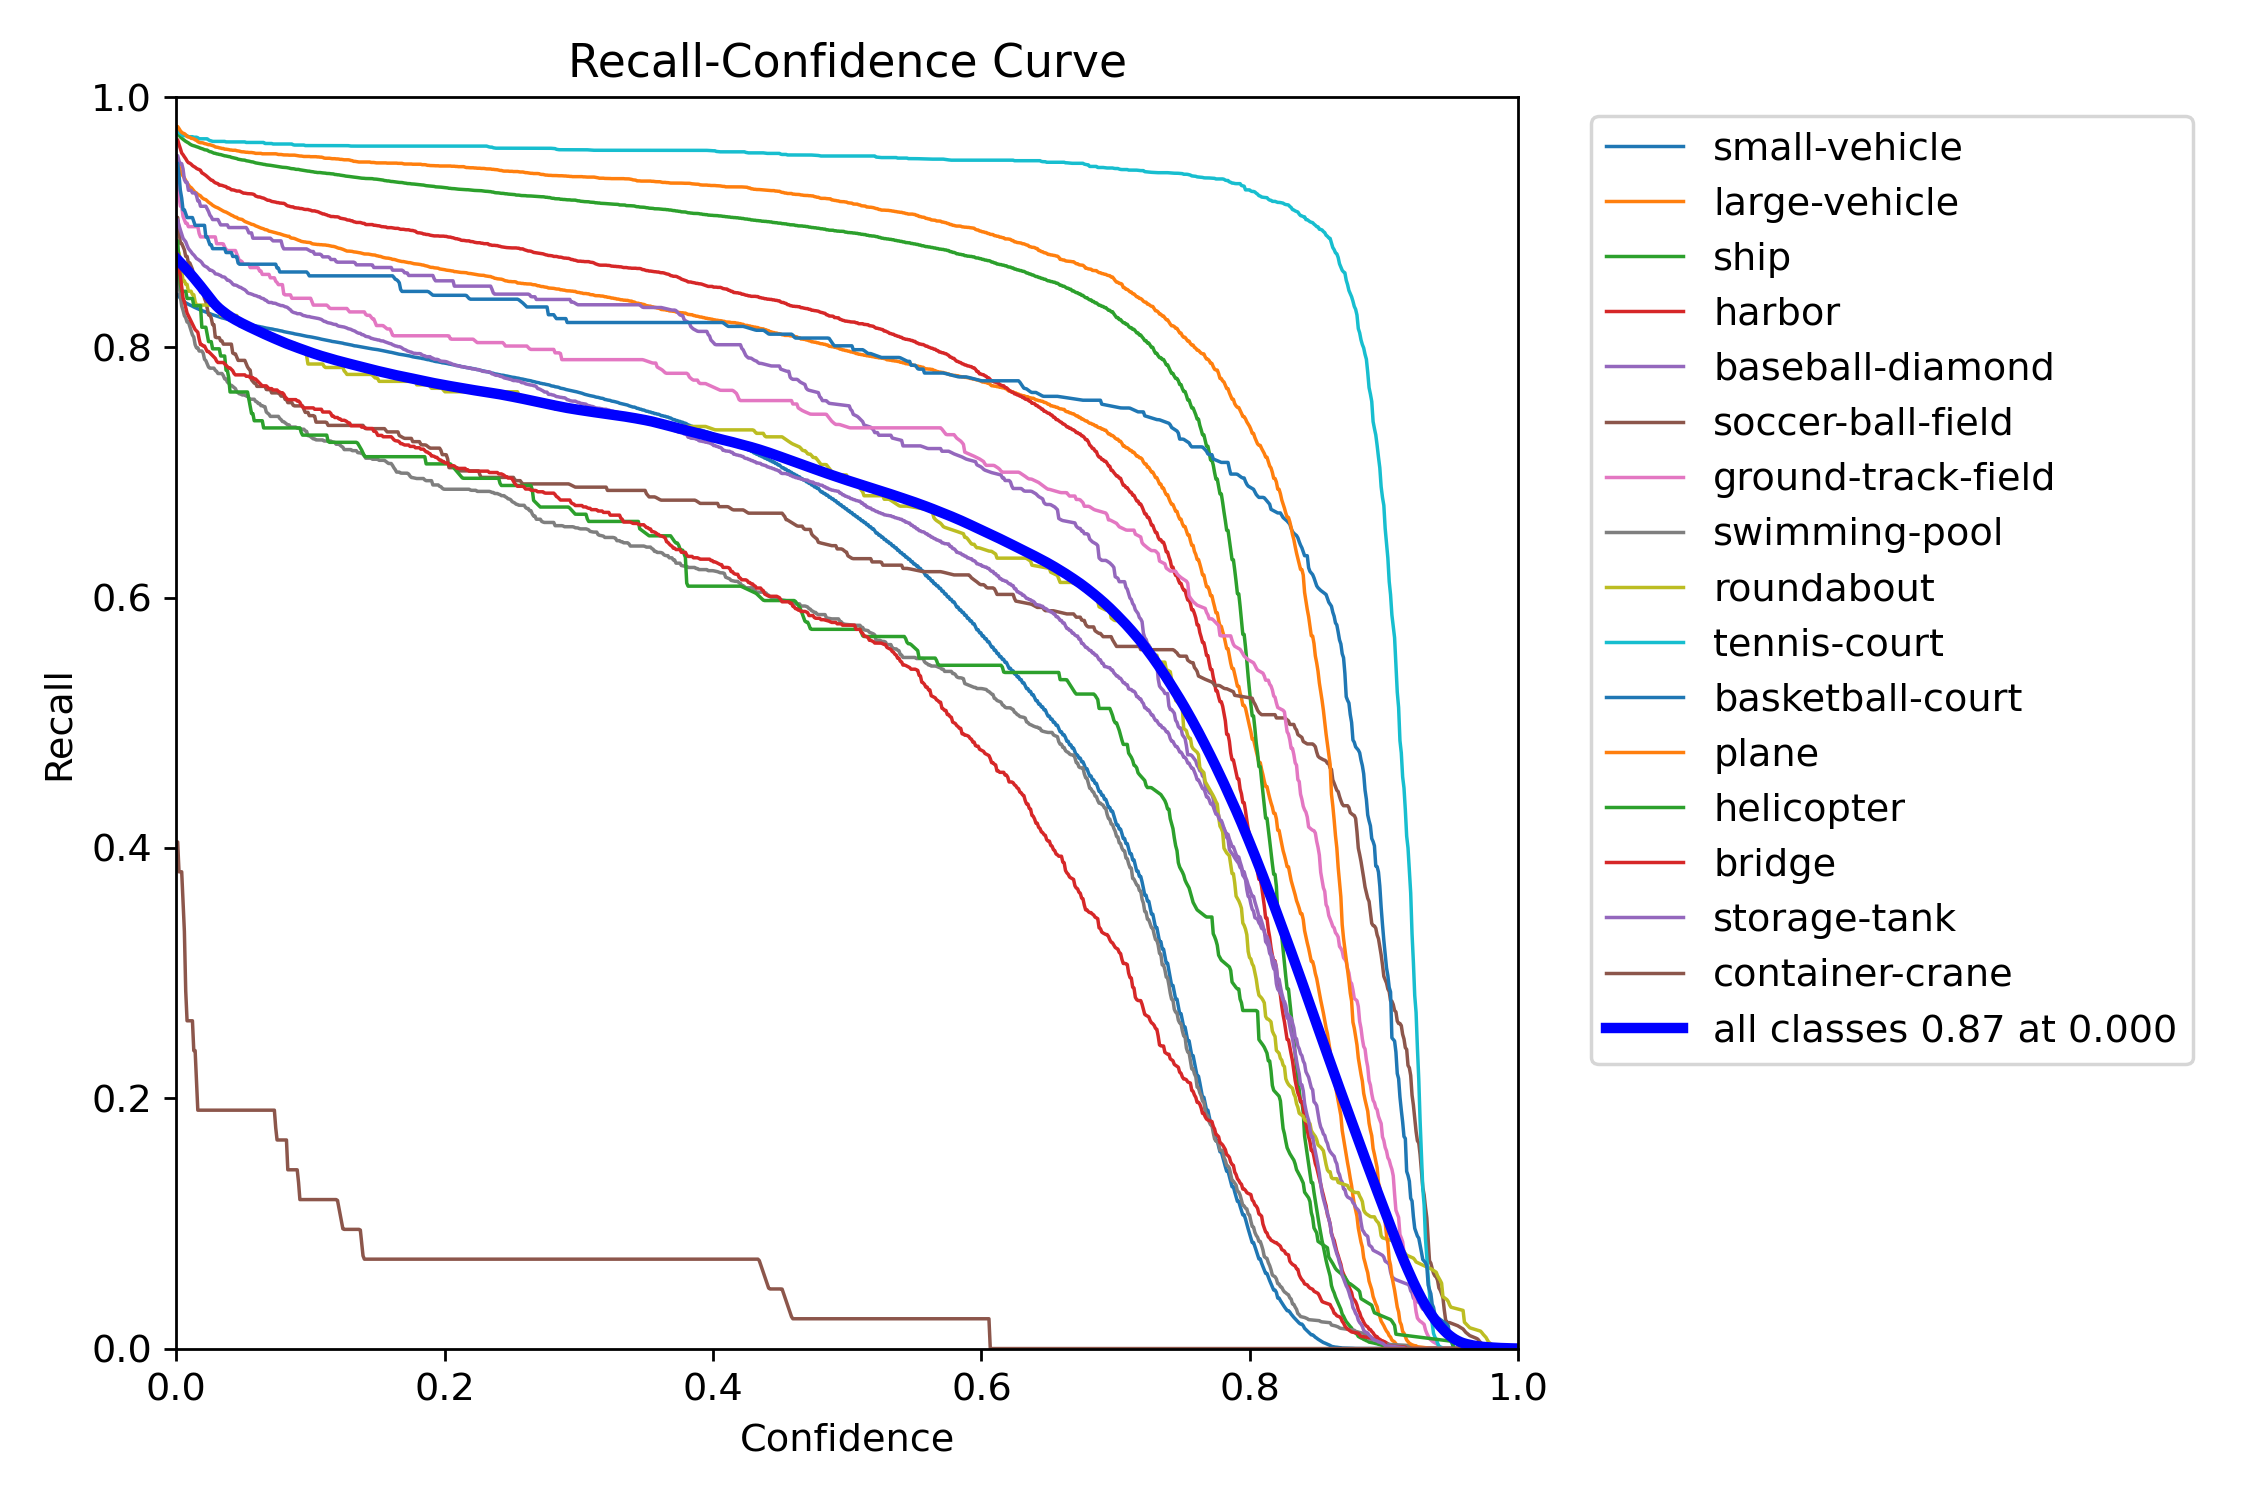 Recall-Confidence Curve
1.0
0.8
0.6
0.4
0.2
0.0
Recall
0.0 0.2 0.4 0.6 0.8 1.0
Confidence
small-vehicle
large-vehicle
ship
harbor
baseball-diamond
soccer-ball-field
ground-track-field
swimming-pool
roundabout
tennis-court
basketball-court
plane
helicopter
bridge
storage-tank
container-crane
all classes 0.87 at 0.000